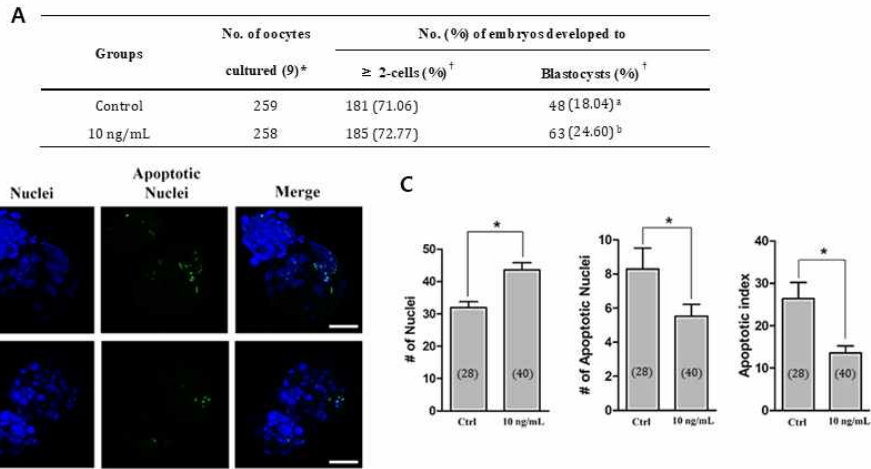 A
Groups
No. of oocytes
cultured (9)*
No. (%) of embryos developed to
≥ 2-cells (%)†
Blastocysts (%)†
Control 259 181 (71.06) 48 (18.04) a
10 ng/mL 258 185 (72.77) 63 (24.60) b
Nuclei
Apoptotic
Nuclei
Merge
C
# of Nuclei
50
40
30
20
10
0
*
(28) (40)
Ctrl 10 ng/mL
# of Apoptotic Nuclei
10
8
6
4
2
0
*
(28) (40)
Ctrl 10 ng/mL
Apoptotic index
40
30
20
10
0
*
(28) (40)
Ctrl 10 ng/mL